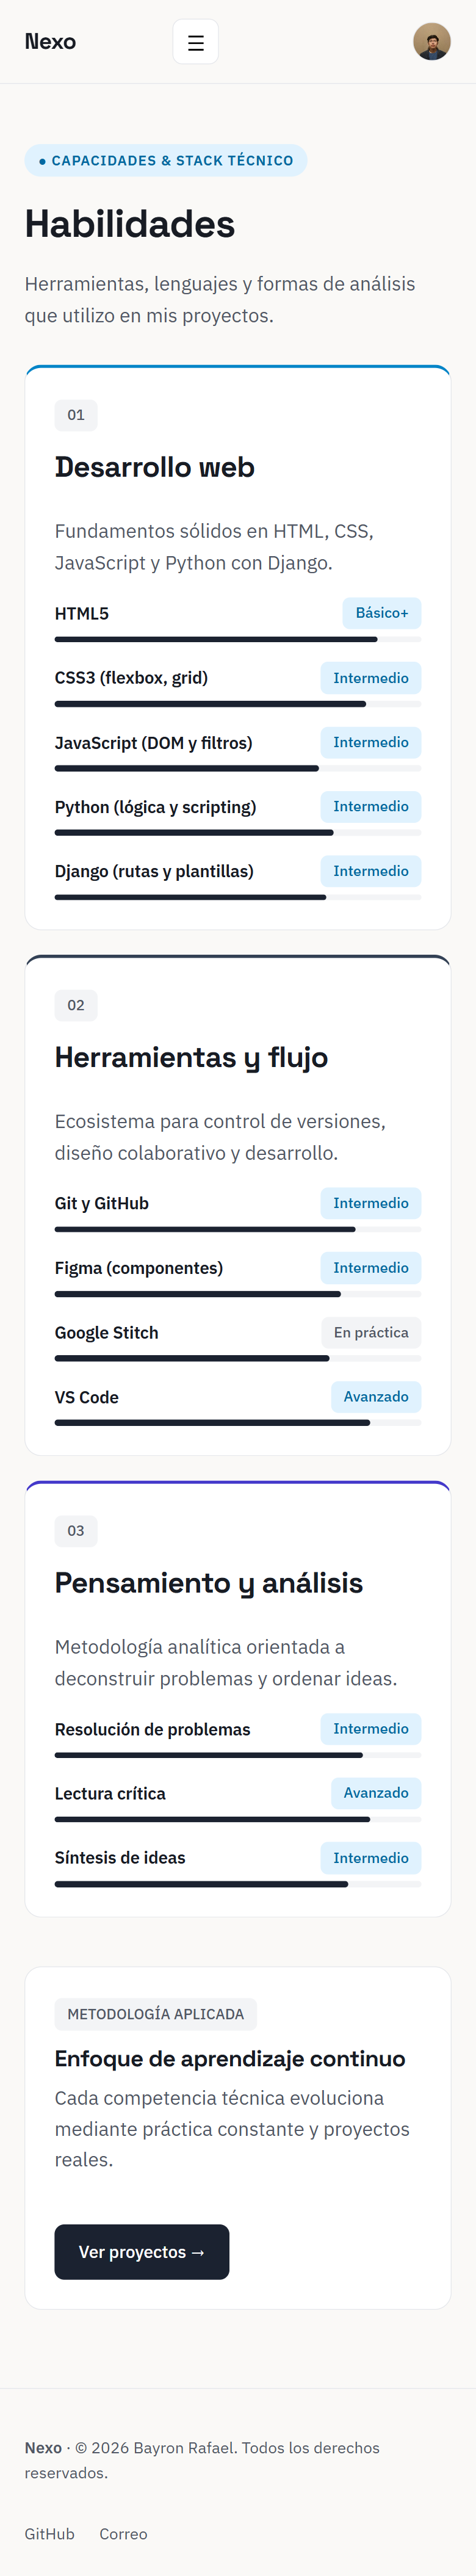 Nexo
☰
• CAPACIDADES & STACK TÉCNICO
Habilidades
Herramientas, lenguajes y formas de análisis
que utilizo en mis proyectos.
01
Desarrollo web
Fundamentos sólidos en HTML, CSS,
JavaScript y Python con Django.
HTML5
Básico+
CSS3 (flexbox, grid)
Intermedio
JavaScript (DOM y filtros)
Intermedio
Python (lógica y scripting)
Intermedio
Django (rutas y plantillas)
Intermedio
02
Herramientas y flujo
Ecosistema para control de versiones,
diseño colaborativo y desarrollo.
Git y GitHub
Intermedio
Figma (componentes)
Intermedio
Google Stitch
En práctica
VS Code
Avanzado
03
Pensamiento y análisis
Metodología analítica orientada a
deconstruir problemas y ordenar ideas.
Resolución de problemas
Intermedio
Lectura crítica
Avanzado
Síntesis de ideas
Intermedio
METODOLOGÍA APLICADA
Enfoque de aprendizaje continuo
Cada competencia técnica evoluciona
mediante práctica constante y proyectos
reales.
Ver proyectos →
Nexo · © 2026 Bayron Rafael. Todos los derechos
reservados.
GitHub Correo